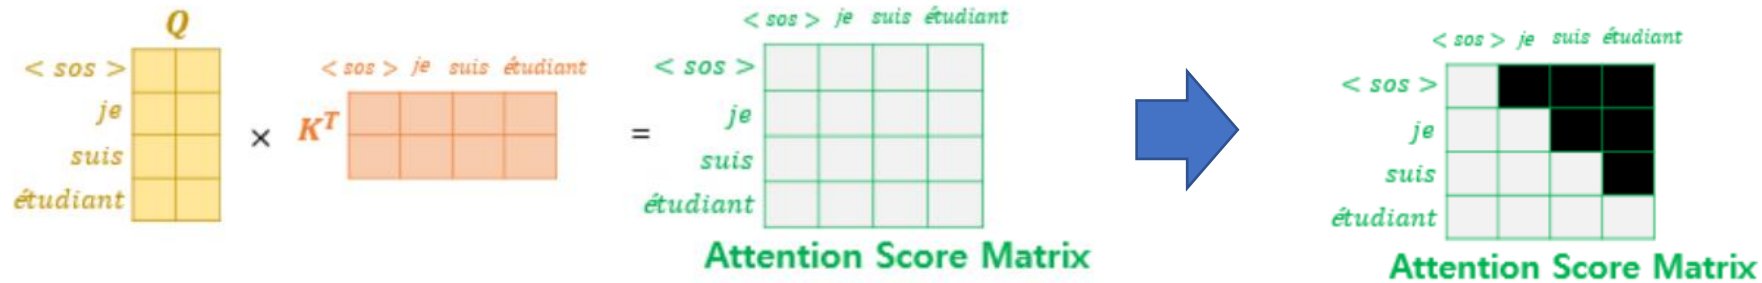 Q
< sos >
je
suis
étudiant
×
K^T
< sos > je suis étudiant
=
< sos > je suis étudiant
< sos >
je
suis
étudiant
Attention Score Matrix
< sos > je suis étudiant
< sos >
je
suis
étudiant
Attention Score Matrix